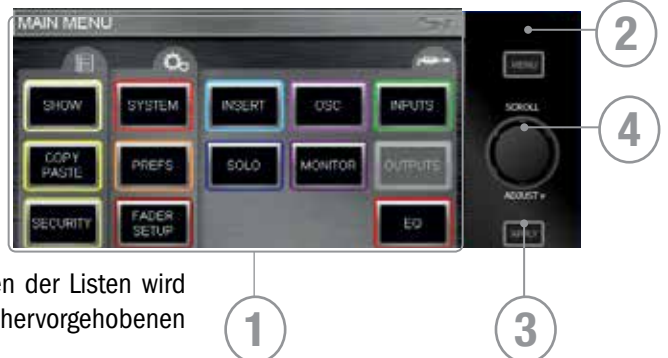 MAIN MENU
2
MENU
SHOW SYSTEM INSERT OSC INPUTS
SCROLL
4
COPY PASTE PREFS SOLO MONITOR OUTPUTS
ADJUST
SECURITY FADER SETUP EQ
APPLY
en der Listen wird
hervorgehobenen
1
3